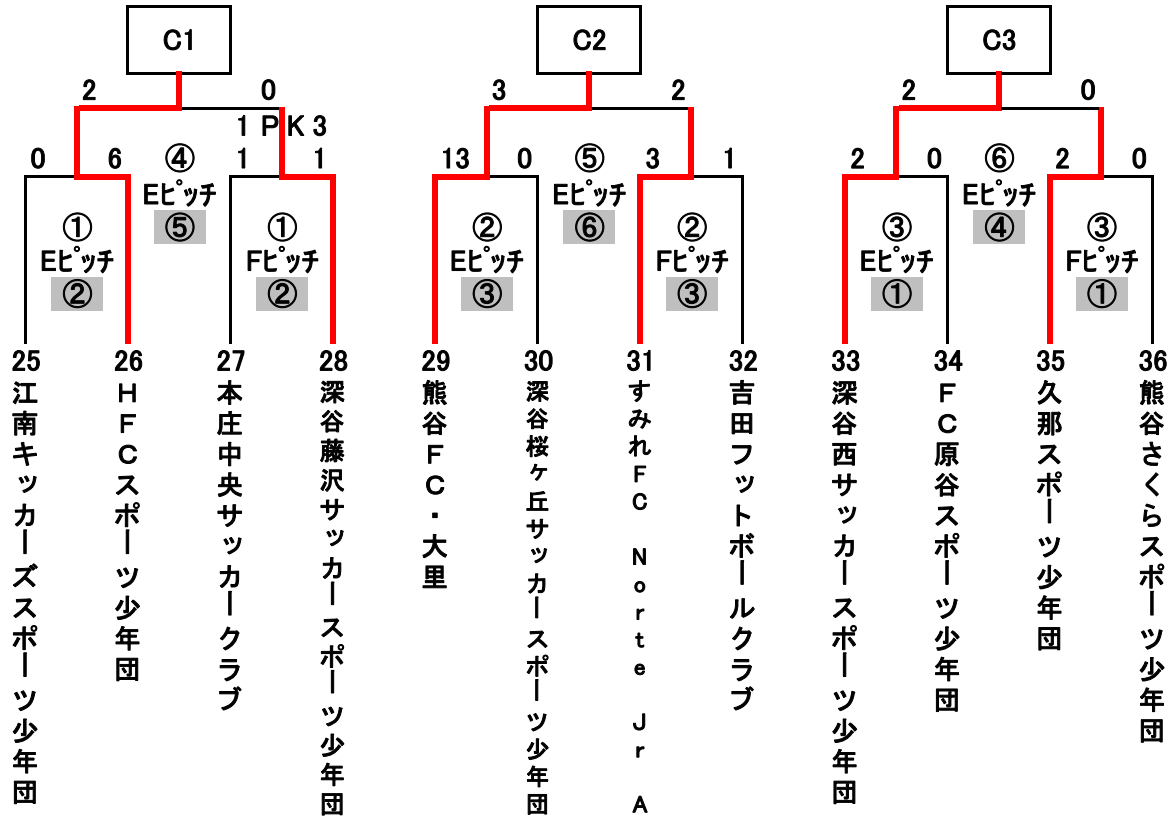 C1
C2
C3
2 0
3 2
2 0
1 P K 3
0 6 ④ 1 1
13 0 ⑤ 3 1
2 0 ⑥ 2 0
Eピッチ
⑤
Eピッチ
⑥
Eピッチ
④
①
Eピッチ
②
①
Fピッチ
②
②
Eピッチ
③
②
Fピッチ
③
③
Eピッチ
①
③
Fピッチ
①
25
江南キッカーズスポーツ少年団
26
HFCスポーツ少年団
27
本庄中央サッカークラブ
28
深谷藤沢サッカースポーツ少年団
29
熊谷FC・大里
30
深谷桜ヶ丘サッカースポーツ少年団
31
すみれFC Norte Jr A
32
吉田フットボールクラブ
33
深谷西サッカースポーツ少年団
34
FC原谷スポーツ少年団
35
久那スポーツ少年団
36
熊谷さくらスポーツ少年団